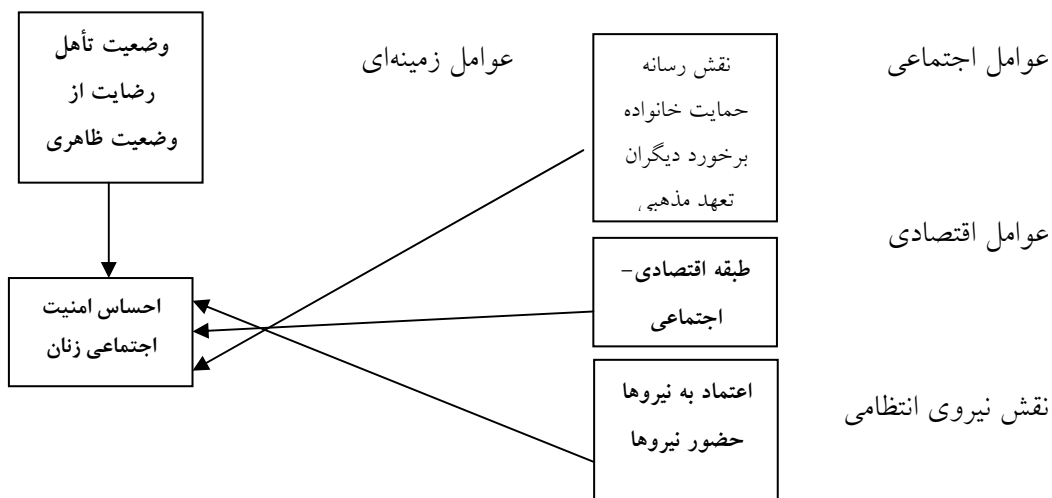 عوامل اجتماعی
نقش رسانه
حمایت خانواده
برخورد دیگران
تعهد مذهبی
عوامل زمینه‌ای
وضعیت تأهل
رضایت از
وضعیت ظاهری
عوامل اقتصادی
طبقه اقتصادی-
اجتماعی
احساس امنیت
اجتماعی زنان
نقش نیروی انتظامی
اعتماد به نیروها
حضور نیروها